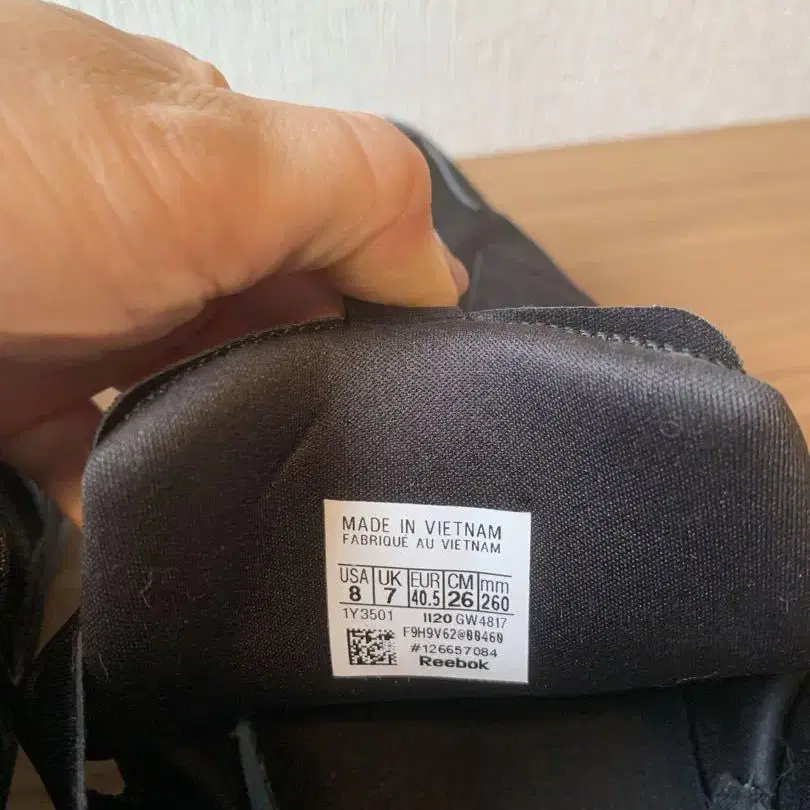 MADE IN VIETNAM
FABRIQUÉ AU VIETNAM
USA UK EUR CM mm
8 7 40.5 26 260
1Y3501 1120 GW4817
F9H9V62@00460
#126657084
Reebok